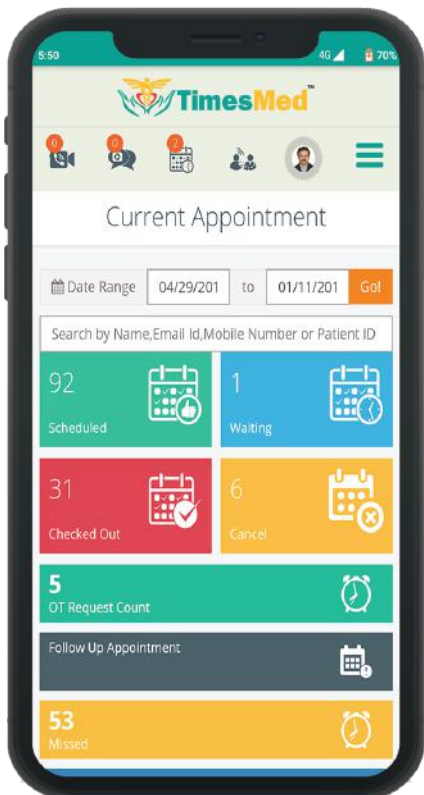 5:50 4G 70%
TimesMed™
0 0 2
Current Appointment
Date Range 04/29/201 to 01/11/201 Go!
Search by Name,Email Id,Mobile Number or Patient ID
92
Scheduled
1
Waiting
31
Checked Out
6
Cancel
5
OT Request Count
Follow Up Appointment
53
Missed